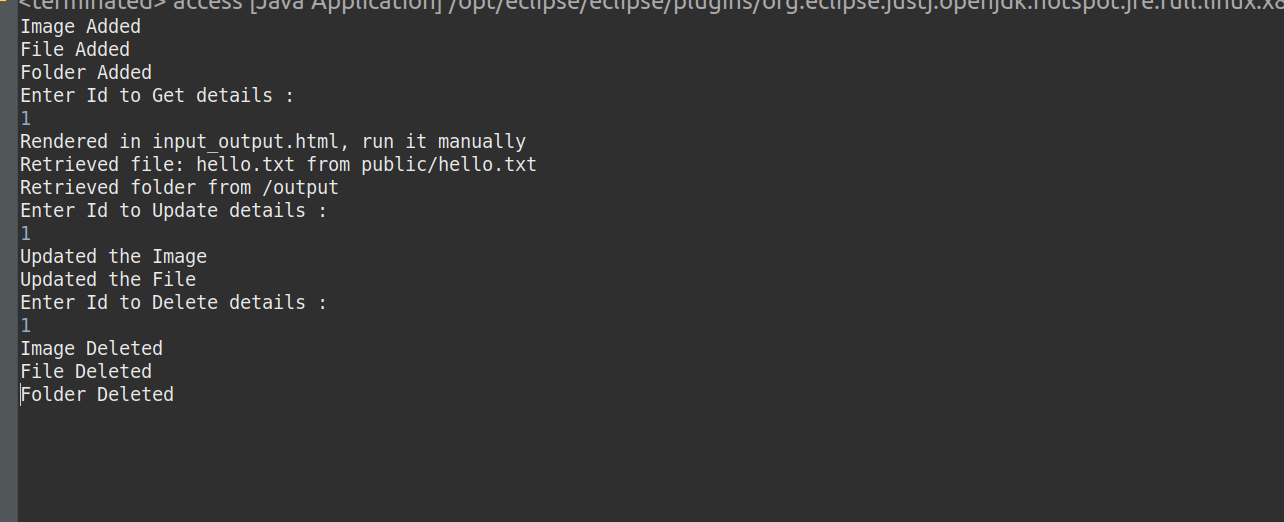 <terminated> access [Java Application] /opt/eclipse/eclipse/plugins/org.eclipse.justj.openjdk.hotspot.jre.full.linux.x8
Image Added
File Added
Folder Added
Enter Id to Get details :
1
Rendered in input_output.html, run it manually
Retrieved file: hello.txt from public/hello.txt
Retrieved folder from /output
Enter Id to Update details :
1
Updated the Image
Updated the File
Enter Id to Delete details :
1
Image Deleted
File Deleted
Folder Deleted